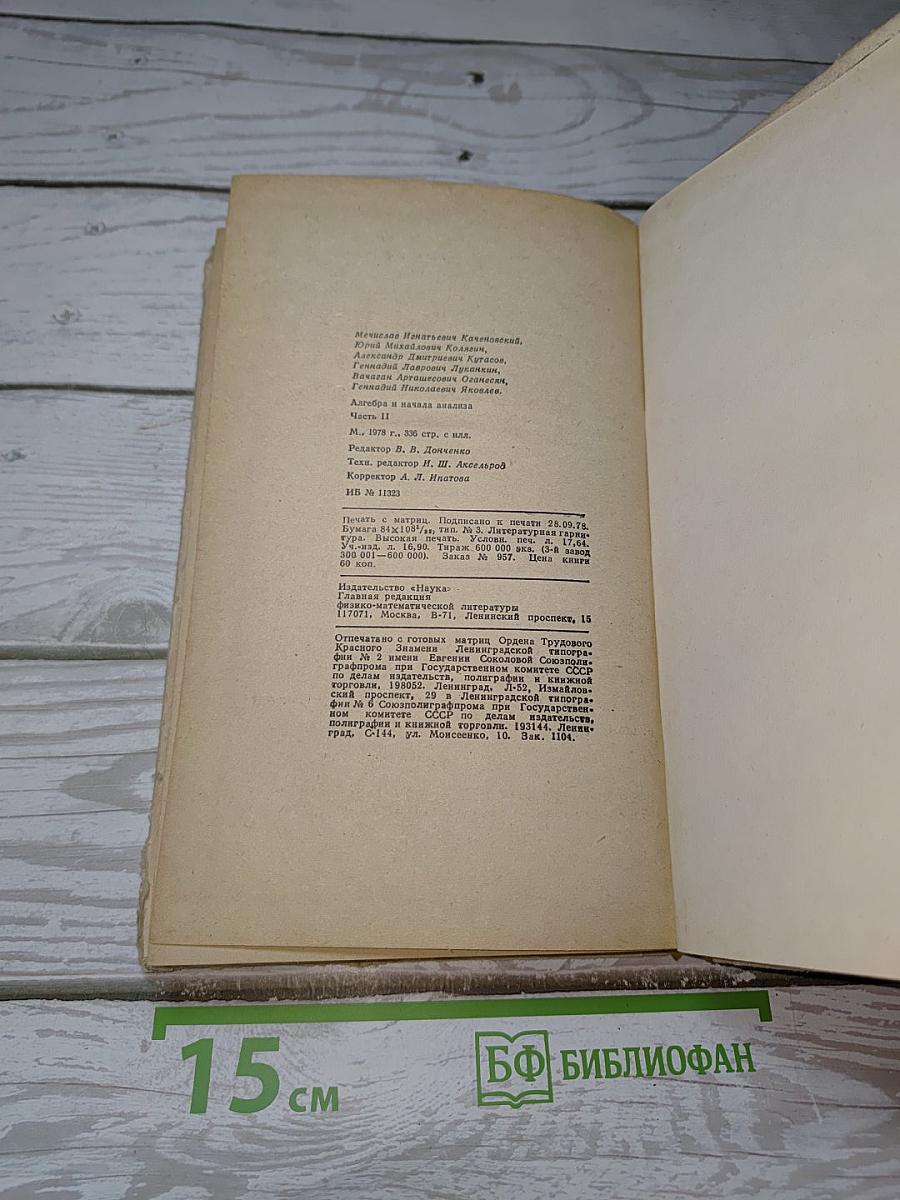 Мечислав Игнатьевич Каченовский,
Юрий Михайлович Колягин,
Александр Дмитриевич Кутасов,
Геннадий Лаврович Луканкин,
Вачаган Арташесович Оганесян,
Геннадий Николаевич Яковлев.
Алгебра и начала анализа
Часть II
М., 1978 г., 336 стр. с илл.
Редактор В. В. Донченко
Техн. редактор И. Ш. Аксельрод
Корректор А. Л. Ипатова
ИБ № 11323
Печать с матриц. Подписано к печати 28.09.78.
Бумага 84×108¹/₃₂, тип. № 3. Литературная гарни-
тура. Высокая печать. Условн. печ. л. 17,64.
Уч.-изд. л. 16,90. Тираж 600 000 экз. (3-й завод
300 001—600 000). Заказ № 957. Цена книги
60 коп.
Издательство «Наука»
Главная редакция
физико-математической литературы
117071, Москва, В-71, Ленинский проспект, 15
Отпечатано с готовых матриц Ордена Трудового
Красного Знамени Ленинградской типогра-
фии № 2 имени Евгении Соколовой Союзполи-
графпрома при Государственном комитете СССР
по делам издательств, полиграфии и книжной
торговли, 198052. Ленинград, Л-52, Измайлов-
ский проспект, 29 в Ленинградской типогра-
фии № 6 Союзполиграфпрома при Государствен-
ном комитете СССР по делам издательств,
полиграфии и книжной торговли. 193144. Ленин-
град, С-144, ул. Моисеенко, 10. Зак. 1104.
15 см
БФ БИБЛИОФАН